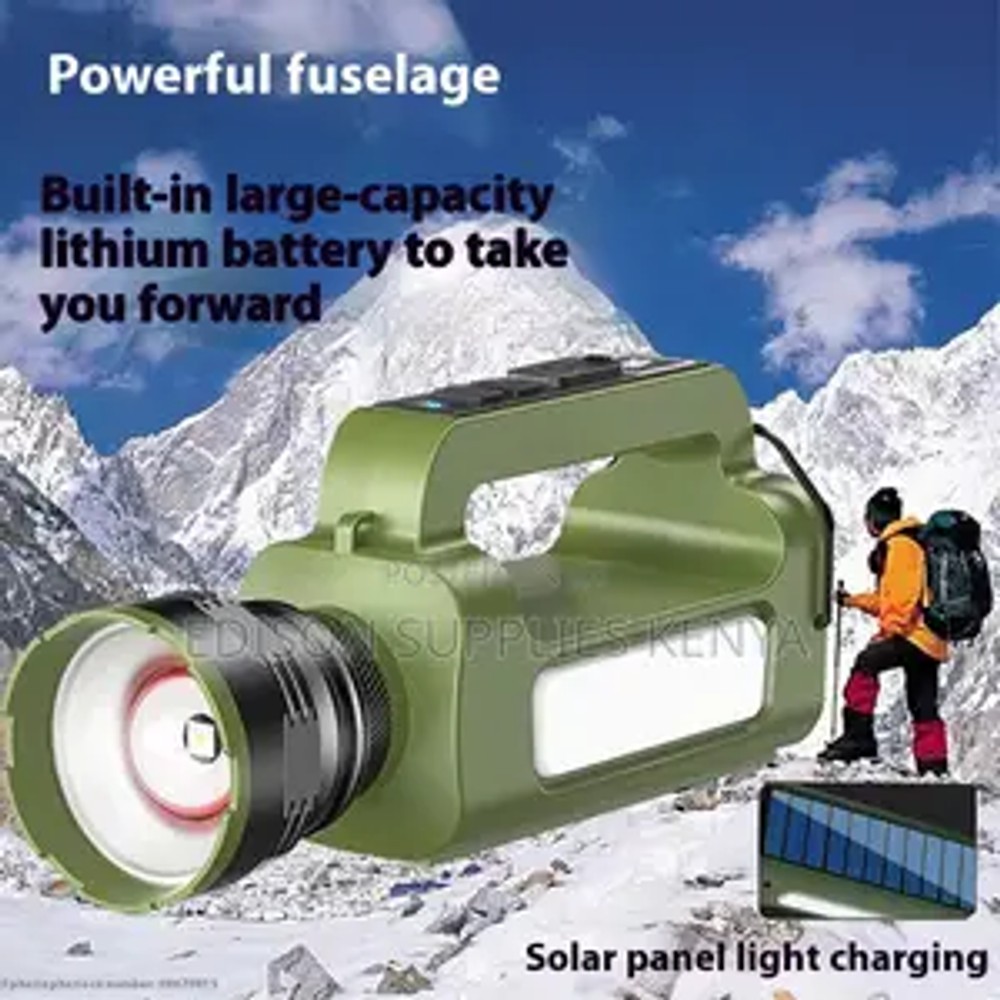 Powerful fuselage
Built-in large-capacity
lithium battery to take
you forward
EDISON SUPPLIES KENYA
Solar panel light charging